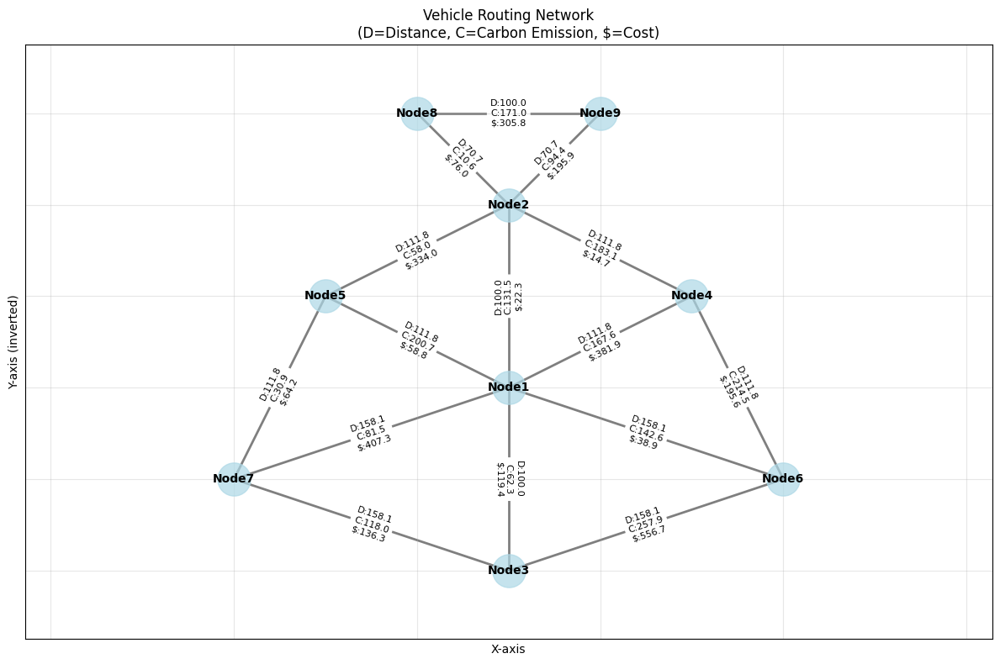 Vehicle Routing Network
(D=Distance, C=Carbon Emission, $=Cost)
Node8
D:100.0
C:171.0
$:305.8
Node9
D:70.7
C:10.6
$:76.0
D:70.7
C:94.4
$:195.9
Node2
D:111.8
C:58.0
$:334.0
D:111.8
C:183.1
$:14.7
D:100.0
C:131.5
$:22.3
Node5
Node4
D:111.8
C:200.7
$:58.8
D:111.8
C:167.6
$:381.9
Y-axis (inverted)
D:111.8
C:30.9
$:64.2
Node1
D:111.8
C:214.5
$:195.6
D:158.1
C:81.5
$:407.3
D:158.1
C:142.6
$:38.9
Node7
D:100.0
C:62.3
$:119.4
Node6
D:158.1
C:118.0
$:136.3
D:158.1
C:257.9
$:556.7
Node3
X-axis